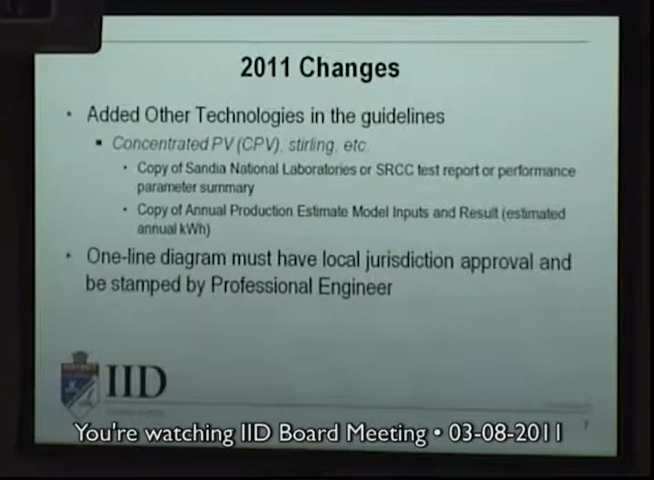 2011 Changes
• Added Other Technologies in the guidelines
▪ Concentrated PV (CPV), stirling, etc.
• Copy of Sandia National Laboratories or SRCC test report or performance
parameter summary
• Copy of Annual Production Estimate Model Inputs and Result (estimated
annual kWh)
• One-line diagram must have local jurisdiction approval and
be stamped by Professional Engineer
IID
7
You're watching IID Board Meeting • 03-08-2011